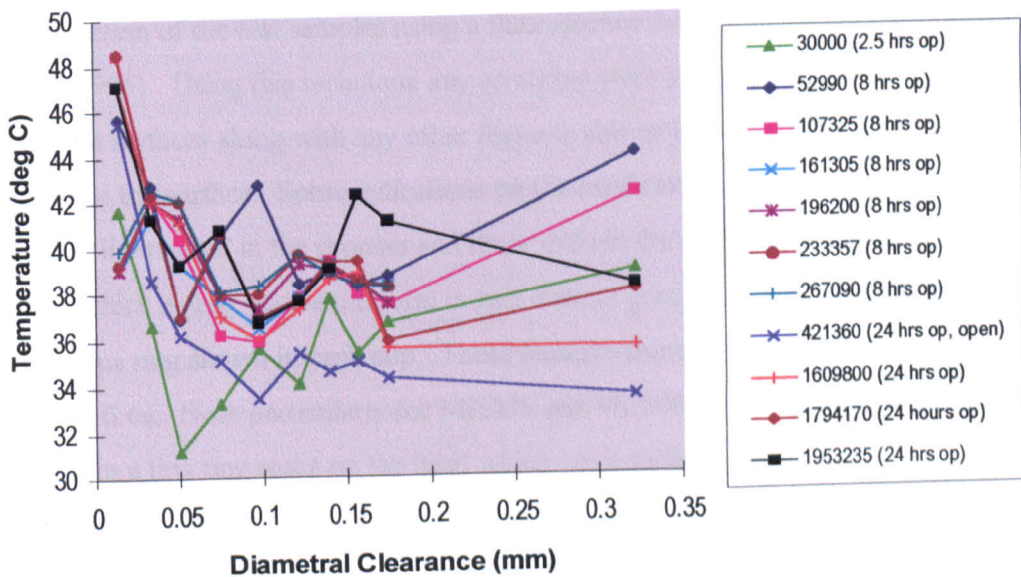 50
48
46
44
42
40
38
36
34
32
30
Temperature (deg C)
0
0.05
0.1
0.15
0.2
0.25
0.3
0.35
Diametral Clearance (mm)
30000 (2.5 hrs op)
52990 (8 hrs op)
107325 (8 hrs op)
161305 (8 hrs op)
196200 (8 hrs op)
233357 (8 hrs op)
267090 (8 hrs op)
421360 (24 hrs op, open)
1609800 (24 hrs op)
1794170 (24 hours op)
1953235 (24 hrs op)